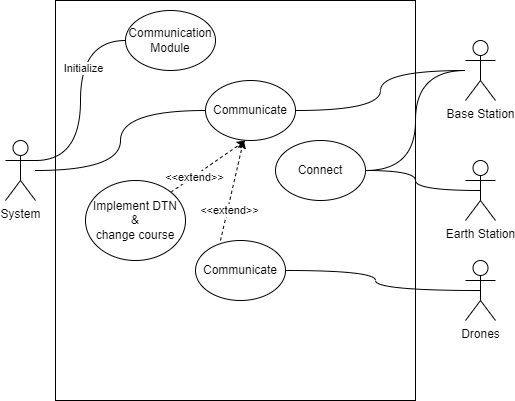 Communication
Module
Initialize
Communicate
Base Station
<<extend>>
Connect
System
Implement DTN
&
change course
<<extend>>
Earth Station
Communicate
Drones